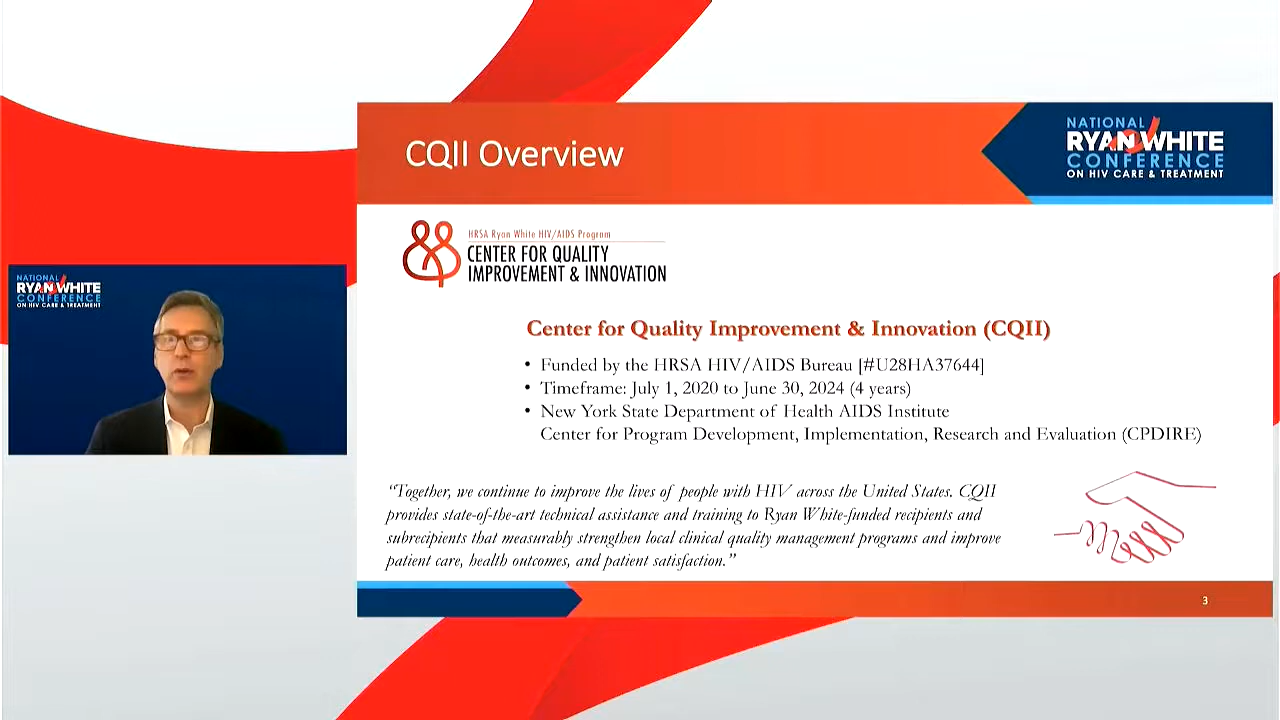 NATIONAL
RYAN WHITE
CONFERENCE
ON HIV CARE & TREATMENT
CQII Overview
NATIONAL
RYAN WHITE
CONFERENCE
ON HIV CARE & TREATMENT
HRSA Ryan White HIV/AIDS Program
CENTER FOR QUALITY
IMPROVEMENT & INNOVATION
Center for Quality Improvement & Innovation (CQII)
• Funded by the HRSA HIV/AIDS Bureau [#U28HA37644]
• Timeframe: July 1, 2020 to June 30, 2024 (4 years)
• New York State Department of Health AIDS Institute
Center for Program Development, Implementation, Research and Evaluation (CPDIRE)
“Together, we continue to improve the lives of people with HIV across the United States. CQII
provides state-of-the-art technical assistance and training to Ryan White-funded recipients and
subrecipients that measurably strengthen local clinical quality management programs and improve
patient care, health outcomes, and patient satisfaction.”
3